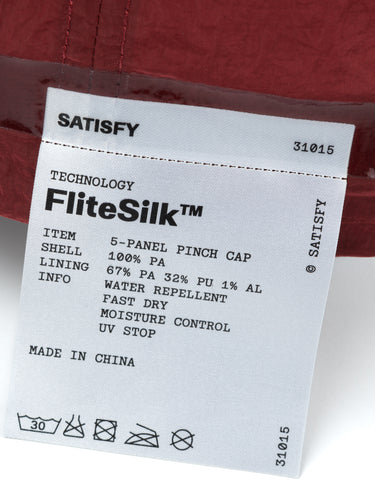 SATISFY
31015
TECHNOLOGY
FliteSilk™
ITEM 5-PANEL PINCH CAP
SHELL 100% PA
LINING 67% PA 32% PU 1% AL
INFO WATER REPELLENT
FAST DRY
MOISTURE CONTROL
UV STOP
MADE IN CHINA
30
© SATISFY
31015